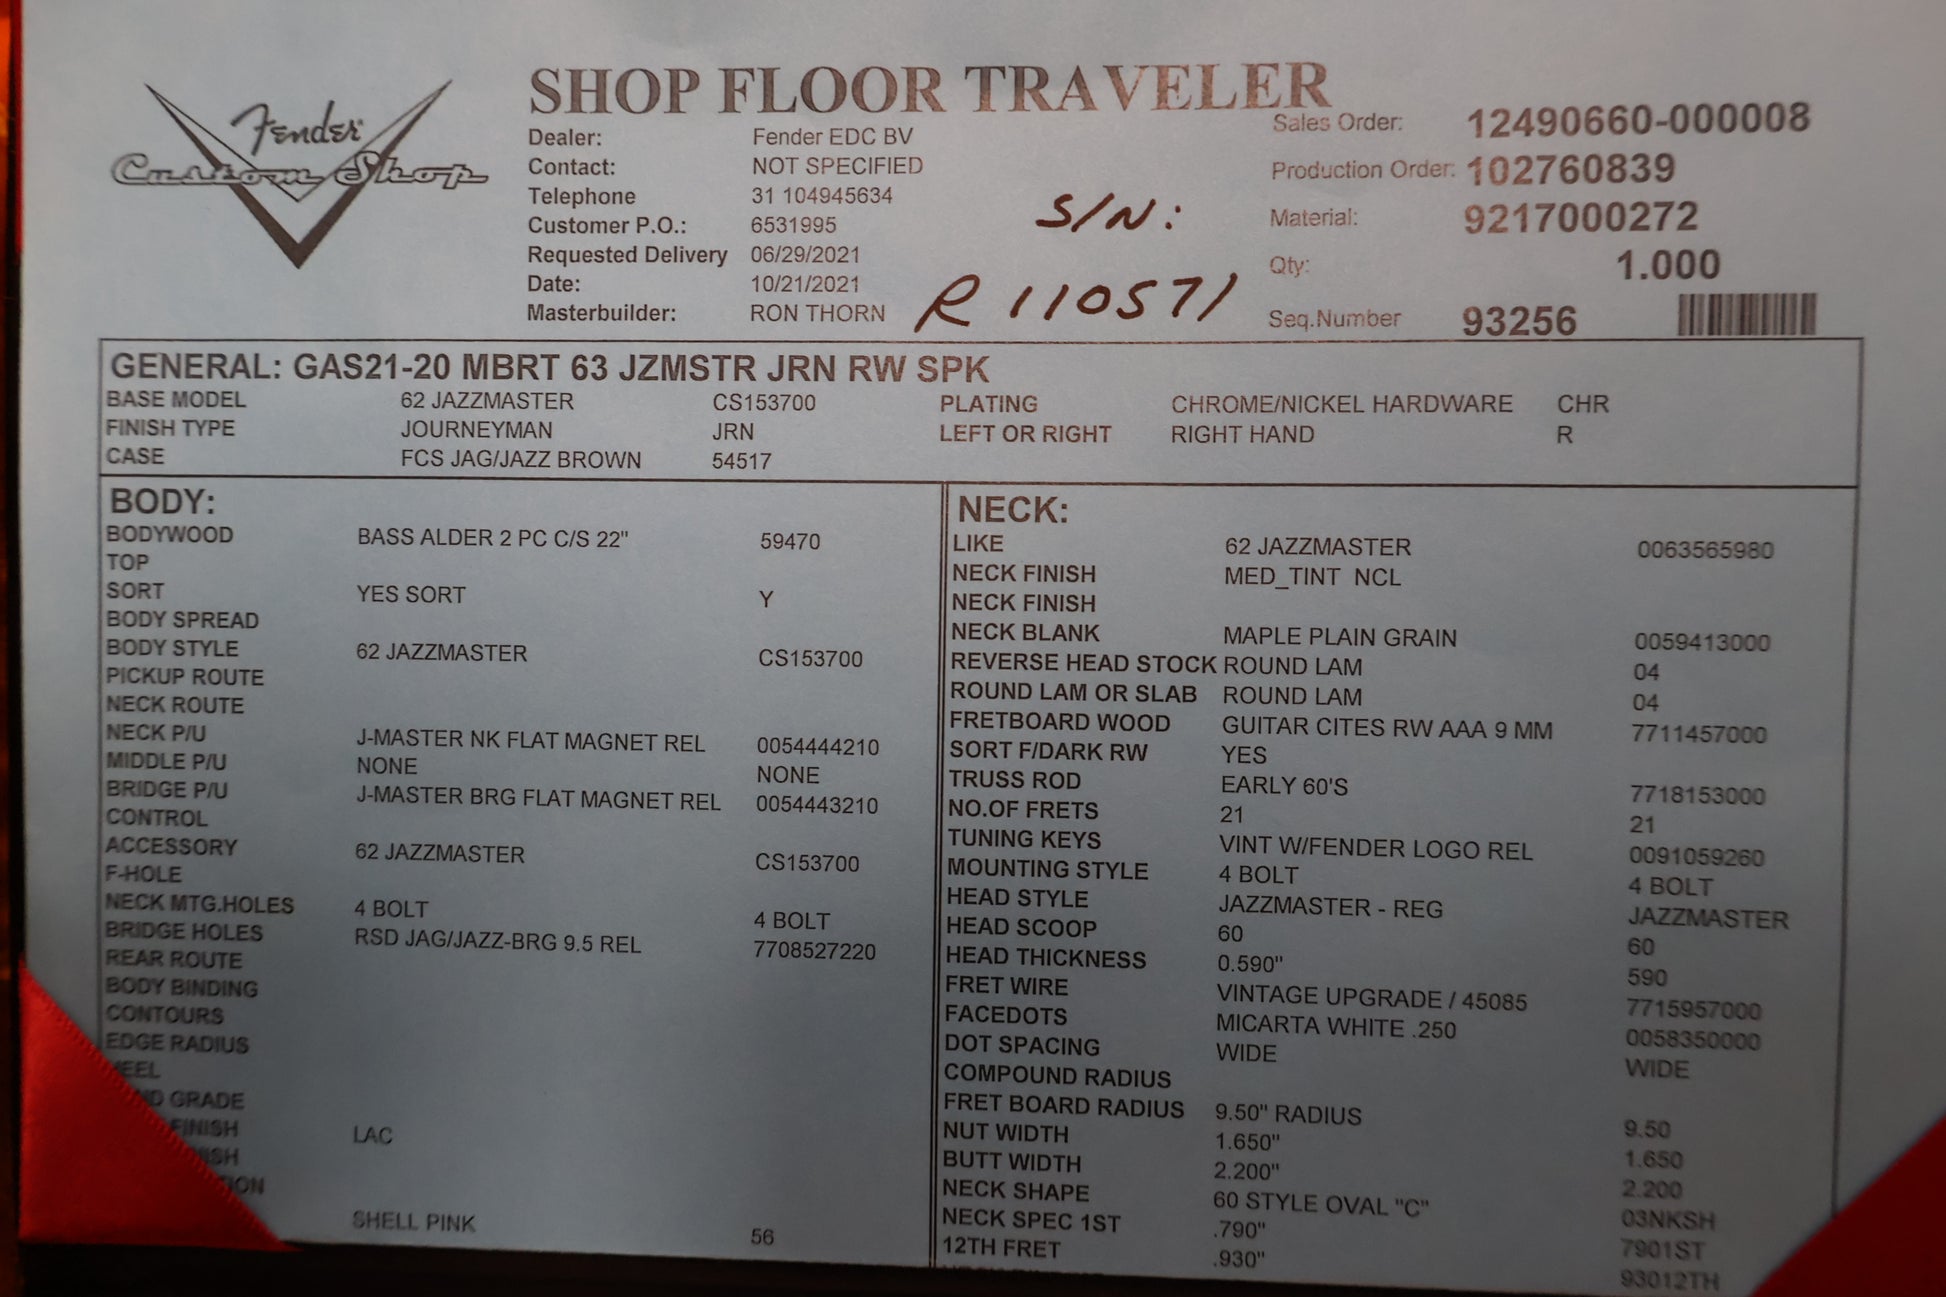 Fender
Custom Shop
SHOP FLOOR TRAVELER
Dealer: Fender EDC BV
Contact: NOT SPECIFIED
Telephone 31 104945634
Customer P.O.: 6531995
Requested Delivery 06/29/2021
Date: 10/21/2021
Masterbuilder: RON THORN
S/N:
R 110571
Sales Order: 12490660-000008
Production Order: 102760839
Material: 9217000272
Qty: 1.000
Seq.Number 93256
GENERAL: GAS21-20 MBRT 63 JZMSTR JRN RW SPK
BASE MODEL 62 JAZZMASTER CS153700 PLATING CHROME/NICKEL HARDWARE CHR
FINISH TYPE JOURNEYMAN JRN LEFT OR RIGHT RIGHT HAND R
CASE FCS JAG/JAZZ BROWN 54517
BODY:
BODYWOOD BASS ALDER 2 PC C/S 22" 59470
TOP
SORT YES SORT Y
BODY SPREAD
BODY STYLE 62 JAZZMASTER CS153700
PICKUP ROUTE
NECK ROUTE
NECK P/U J-MASTER NK FLAT MAGNET REL 0054444210
MIDDLE P/U NONE NONE
BRIDGE P/U J-MASTER BRG FLAT MAGNET REL 0054443210
CONTROL
ACCESSORY 62 JAZZMASTER CS153700
F-HOLE
NECK MTG.HOLES 4 BOLT 4 BOLT
BRIDGE HOLES RSD JAG/JAZZ-BRG 9.5 REL 7708527220
REAR ROUTE
BODY BINDING
CONTOURS
EDGE RADIUS
EEL
ND GRADE
FINISH LAC
ISH
ION
SHELL PINK 56
NECK:
LIKE 62 JAZZMASTER 0063565980
NECK FINISH MED_TINT NCL
NECK FINISH
NECK BLANK MAPLE PLAIN GRAIN 0059413000
REVERSE HEAD STOCK ROUND LAM 04
ROUND LAM OR SLAB ROUND LAM 04
FRETBOARD WOOD GUITAR CITES RW AAA 9 MM 7711457000
SORT F/DARK RW YES
TRUSS ROD EARLY 60'S 7718153000
NO.OF FRETS 21 21
TUNING KEYS VINT W/FENDER LOGO REL 0091059260
MOUNTING STYLE 4 BOLT 4 BOLT
HEAD STYLE JAZZMASTER - REG JAZZMASTER
HEAD SCOOP 60 60
HEAD THICKNESS 0.590" 590
FRET WIRE VINTAGE UPGRADE / 45085 7715957000
FACEDOTS MICARTA WHITE .250 0058350000
DOT SPACING WIDE WIDE
COMPOUND RADIUS
FRET BOARD RADIUS 9.50" RADIUS 9.50
NUT WIDTH 1.650" 1.650
BUTT WIDTH 2.200" 2.200
NECK SHAPE 60 STYLE OVAL "C" 03NKSH
NECK SPEC 1ST .790" 7901ST
12TH FRET .930" 93012TH